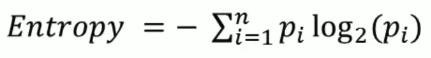 Entropy = − ∑ⁿᵢ₌₁ pᵢ log₂(pᵢ)